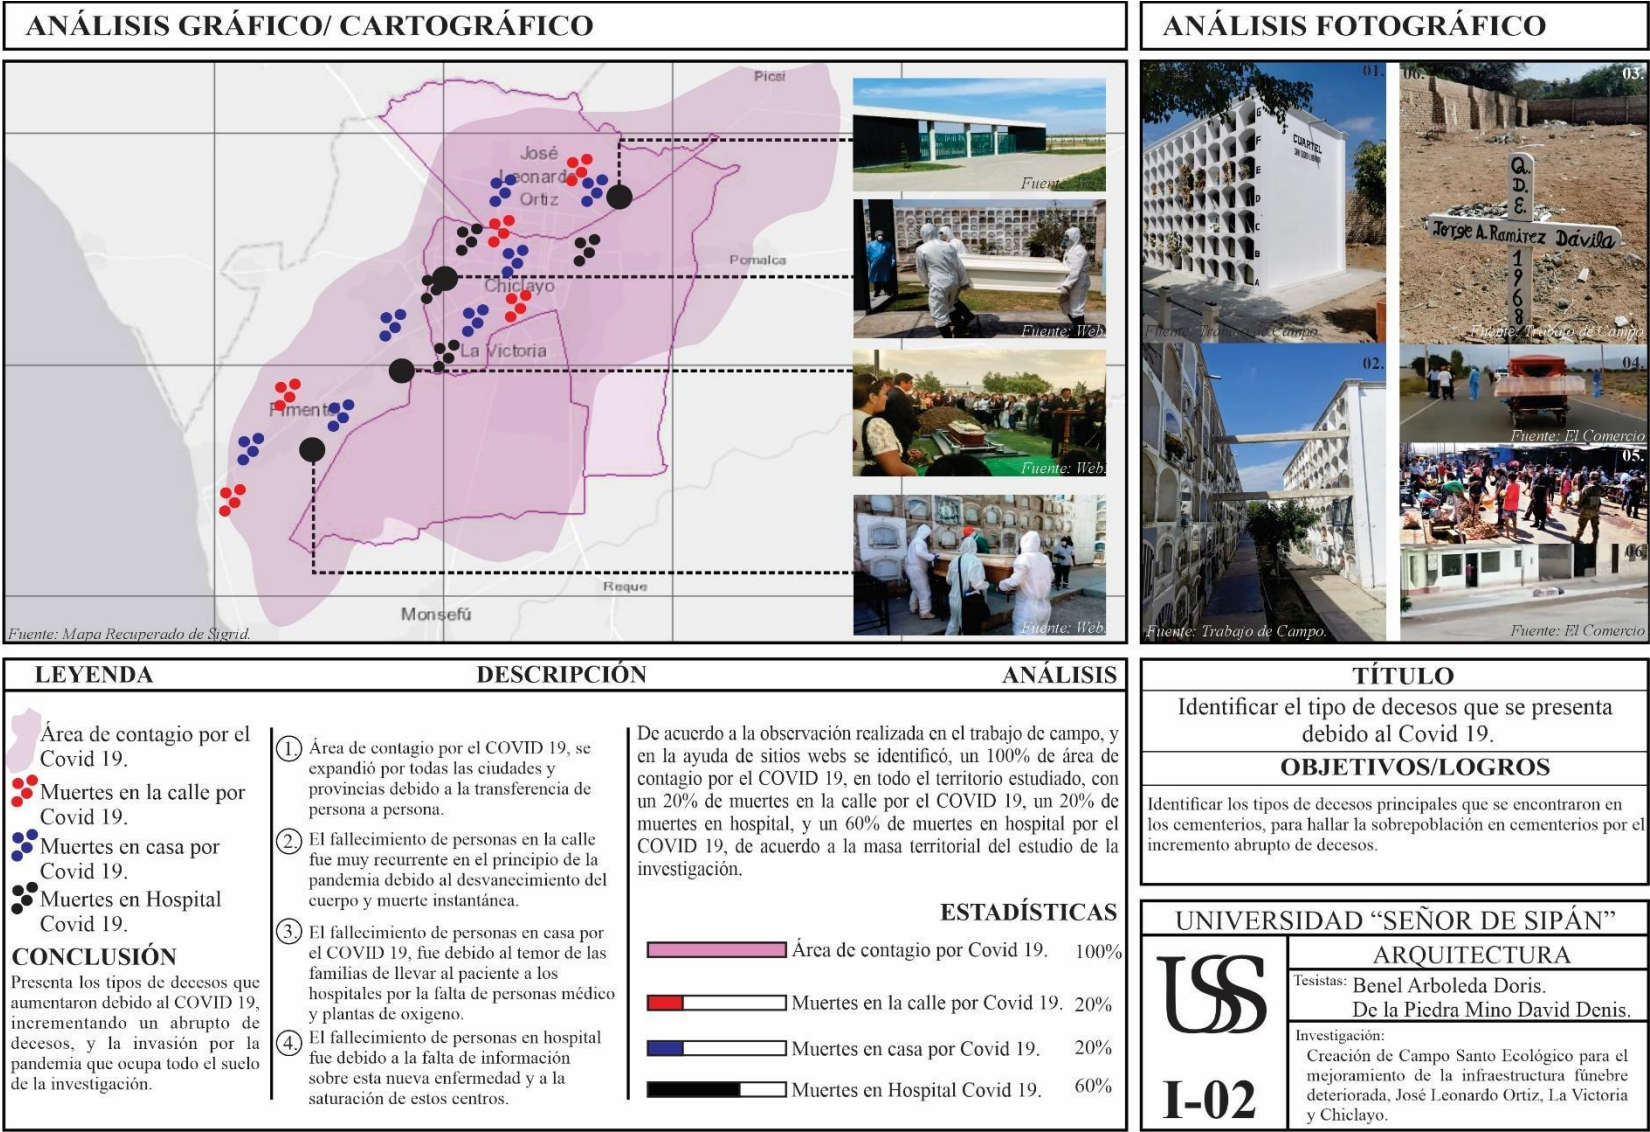 ANÁLISIS GRÁFICO/ CARTOGRÁFICO
Picsi
José
Leonardo
Ortiz
Pomalca
Chiclayo
La Victoria
Pimentel
Reque
Monsefú
Fuente: Mapa Recuperado de Sigrid.
Fuente: Web.
Fuente: Web.
Fuente: Web.
Fuente: Web.
ANÁLISIS FOTOGRÁFICO
01.
G
F
E
D
C
B
A
CUARTEL
Fuente: Trabajo de Campo
06.
03.
Q.
D.
E.
Jorge A. Ramirez Dávila
1
9
6
8
Fuente: Trabajo de Campo.
02.
Fuente: Trabajo de Campo.
04.
Fuente: El Comercio
05.
06
Fuente: El Comercio
LEYENDA
Área de contagio por el
Covid 19.
Muertes en la calle por
Covid 19.
Muertes en casa por
Covid 19.
Muertes en Hospital
Covid 19.
CONCLUSIÓN
Presenta los tipos de decesos que
aumentaron debido al COVID 19,
incrementando un abrupto de
decesos, y la invasión por la
pandemia que ocupa todo el suelo
de la investigación.
DESCRIPCIÓN
1. Área de contagio por el COVID 19, se
expandió por todas las ciudades y
provincias debido a la transferencia de
persona a persona.
2. El fallecimiento de personas en la calle
fue muy recurrente en el principio de la
pandemia debido al desvanecimiento del
cuerpo y muerte instantánea.
3. El fallecimiento de personas en casa por
el COVID 19, fue debido al temor de las
familias de llevar al paciente a los
hospitales por la falta de personas médico
y plantas de oxigeno.
4. El fallecimiento de personas en hospital
fue debido a la falta de información
sobre esta nueva enfermedad y a la
saturación de estos centros.
ANÁLISIS
De acuerdo a la observación realizada en el trabajo de campo, y
en la ayuda de sitios webs se identificó, un 100% de área de
contagio por el COVID 19, en todo el territorio estudiado, con
un 20% de muertes en la calle por el COVID 19, un 20% de
muertes en hospital, y un 60% de muertes en hospital por el
COVID 19, de acuerdo a la masa territorial del estudio de la
investigación.
ESTADÍSTICAS
Área de contagio por Covid 19. 100%
Muertes en la calle por Covid 19. 20%
Muertes en casa por Covid 19. 20%
Muertes en Hospital Covid 19. 60%
TÍTULO
Identificar el tipo de decesos que se presenta
debido al Covid 19.
OBJETIVOS/LOGROS
Identificar los tipos de decesos principales que se encontraron en
los cementerios, para hallar la sobrepoblación en cementerios por el
incremento abrupto de decesos.
UNIVERSIDAD “SEÑOR DE SIPÁN”
USS
I-02
ARQUITECTURA
Tesistas: Benel Arboleda Doris.
De la Piedra Mino David Denis.
Investigación:
Creación de Campo Santo Ecológico para el
mejoramiento de la infraestructura fúnebre
deteriorada, José Leonardo Ortiz, La Victoria
y Chiclayo.